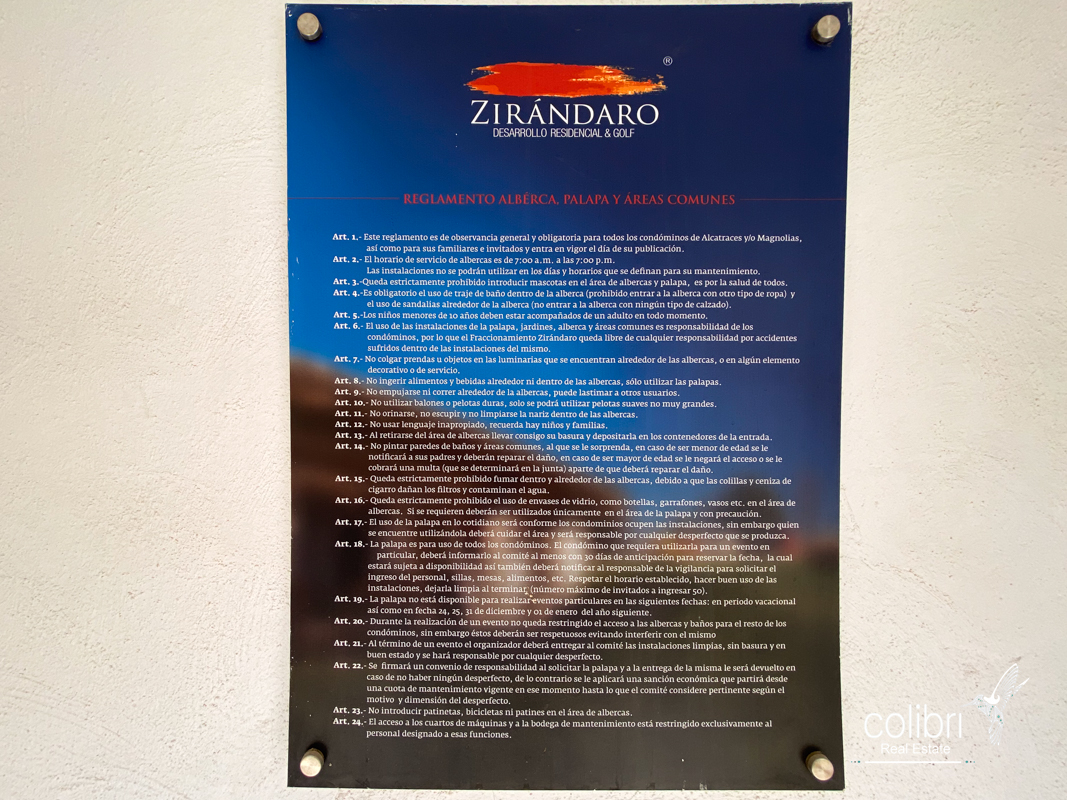 ®
ZIRÁNDARO
DESARROLLO RESIDENCIAL & GOLF
REGLAMENTO ALBÉRCA, PALAPA Y ÁREAS COMUNES
Art. 1.- Este reglamento es de observancia general y obligatoria para todos los condóminos de Alcatraces y/o Magnolias,
así como para sus familiares e invitados y entra en vigor el día de su publicación.
Art. 2.- El horario de servicio de albercas es de 7:00 a.m. a las 7:00 p.m.
Las instalaciones no se podrán utilizar en los días y horarios que se definan para su mantenimiento.
Art. 3.-Queda estrictamente prohibido introducir mascotas en el área de albercas y palapa, es por la salud de todos.
Art. 4.-Es obligatorio el uso de traje de baño dentro de la alberca (prohibido entrar a la alberca con otro tipo de ropa) y
el uso de sandalias alrededor de la alberca (no entrar a la alberca con ningún tipo de calzado).
Art. 5.-Los niños menores de 10 años deben estar acompañados de un adulto en todo momento.
Art. 6.- El uso de las instalaciones de la palapa, jardines, alberca y áreas comunes es responsabilidad de los
condóminos, por lo que el Fraccionamiento Zirándaro queda libre de cualquier responsabilidad por accidentes
sufridos dentro de las instalaciones del mismo.
Art. 7.- No colgar prendas u objetos en las luminarias que se encuentran alrededor de las albercas, o en algún elemento
decorativo o de servicio.
Art. 8.- No ingerir alimentos y bebidas alrededor ni dentro de las albercas, sólo utilizar las palapas.
Art. 9.- No empujarse ni correr alrededor de la albercas, puede lastimar a otros usuarios.
Art. 10.- No utilizar balones o pelotas duras, solo se podrá utilizar pelotas suaves no muy grandes.
Art. 11.- No orinarse, no escupir y no limpiarse la nariz dentro de las albercas.
Art. 12.- No usar lenguaje inapropiado, recuerda hay niños y familias.
Art. 13.- Al retirarse del área de albercas llevar consigo su basura y depositarla en los contenedores de la entrada.
Art. 14.- No pintar paredes de baños y áreas comunes, al que se le sorprenda, en caso de ser menor de edad se le
notificará a sus padres y deberán reparar el daño, en caso de ser mayor de edad se le negará el acceso o se le
cobrará una multa (que se determinará en la junta) aparte de que deberá reparar el daño.
Art. 15.- Queda estrictamente prohibido fumar dentro y alrededor de las albercas, debido a que las colillas y ceniza de
cigarro dañan los filtros y contaminan el agua.
Art. 16.- Queda estrictamente prohibido el uso de envases de vidrio, como botellas, garrafones, vasos etc. en el área de
albercas. Si se requieren deberán ser utilizados únicamente en el área de la palapa y con precaución.
Art. 17.- El uso de la palapa en lo cotidiano será conforme los condominios ocupen las instalaciones, sin embargo quien
se encuentre utilizándola deberá cuidar el área y será responsable por cualquier desperfecto que se produzca.
Art. 18.- La palapa es para uso de todos los condóminos. El condómino que requiera utilizarla para un evento en
particular, deberá informarlo al comité al menos con 30 días de anticipación para reservar la fecha, la cual
estará sujeta a disponibilidad así también deberá notificar al responsable de la vigilancia para solicitar el
ingreso del personal, sillas, mesas, alimentos, etc. Respetar el horario establecido, hacer buen uso de las
instalaciones, dejarla limpia al terminar, (número máximo de invitados a ingresar 50).
Art. 19.- La palapa no está disponible para realizar eventos particulares en las siguientes fechas: en periodo vacacional
así como en fecha 24, 25, 31 de diciembre y 01 de enero del año siguiente.
Art. 20.- Durante la realización de un evento no queda restringido el acceso a las albercas y baños para el resto de los
condóminos, sin embargo éstos deberán ser respetuosos evitando interferir con el mismo
Art. 21.- Al término de un evento el organizador deberá entregar al comité las instalaciones limpias, sin basura y en
buen estado y se hará responsable por cualquier desperfecto.
Art. 22.- Se firmará un convenio de responsabilidad al solicitar la palapa y a la entrega de la misma le será devuelto en
caso de no haber ningún desperfecto, de lo contrario se le aplicará una sanción económica que partirá desde
una cuota de mantenimiento vigente en ese momento hasta lo que el comité considere pertinente según el
motivo y dimensión del desperfecto.
Art. 23.- No introducir patinetas, bicicletas ni patines en el área de albercas.
Art. 24.- El acceso a los cuartos de máquinas y a la bodega de mantenimiento está restringido exclusivamente al
personal designado a esas funciones.
colibrí
Real Estate